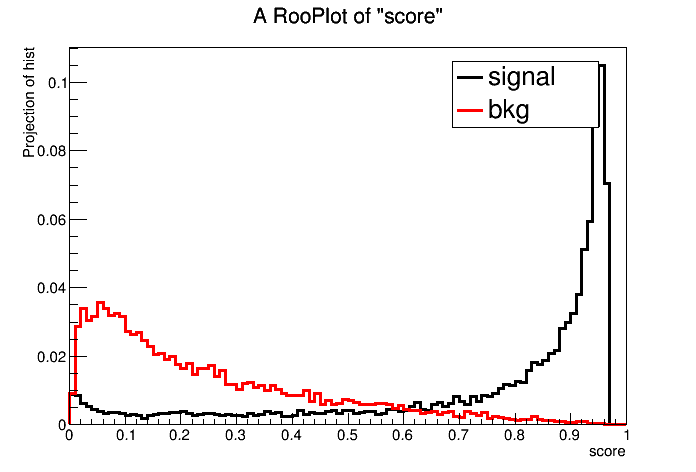 A RooPlot of "score"
Projection of hist
signal
bkg
0.1
0.08
0.06
0.04
0.02
0
0 0.1 0.2 0.3 0.4 0.5 0.6 0.7 0.8 0.9 1
score